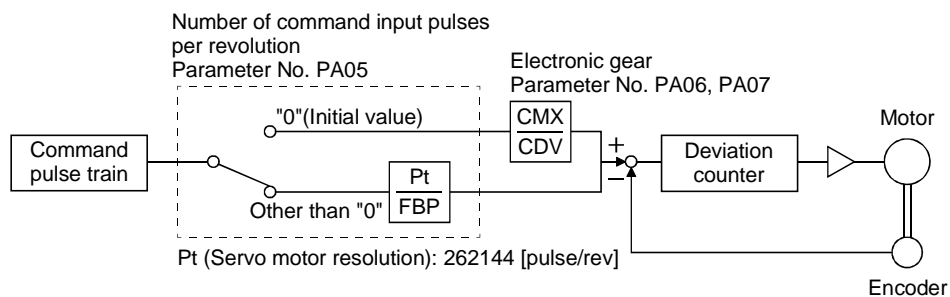 Number of command input pulses
per revolution
Parameter No. PA05
Electronic gear
Parameter No. PA06, PA07
"0"(Initial value)
CMX
CDV
Motor
Command
pulse train
+
−
Deviation
counter
Other than "0"
Pt
FBP
Pt (Servo motor resolution): 262144 [pulse/rev]
Encoder